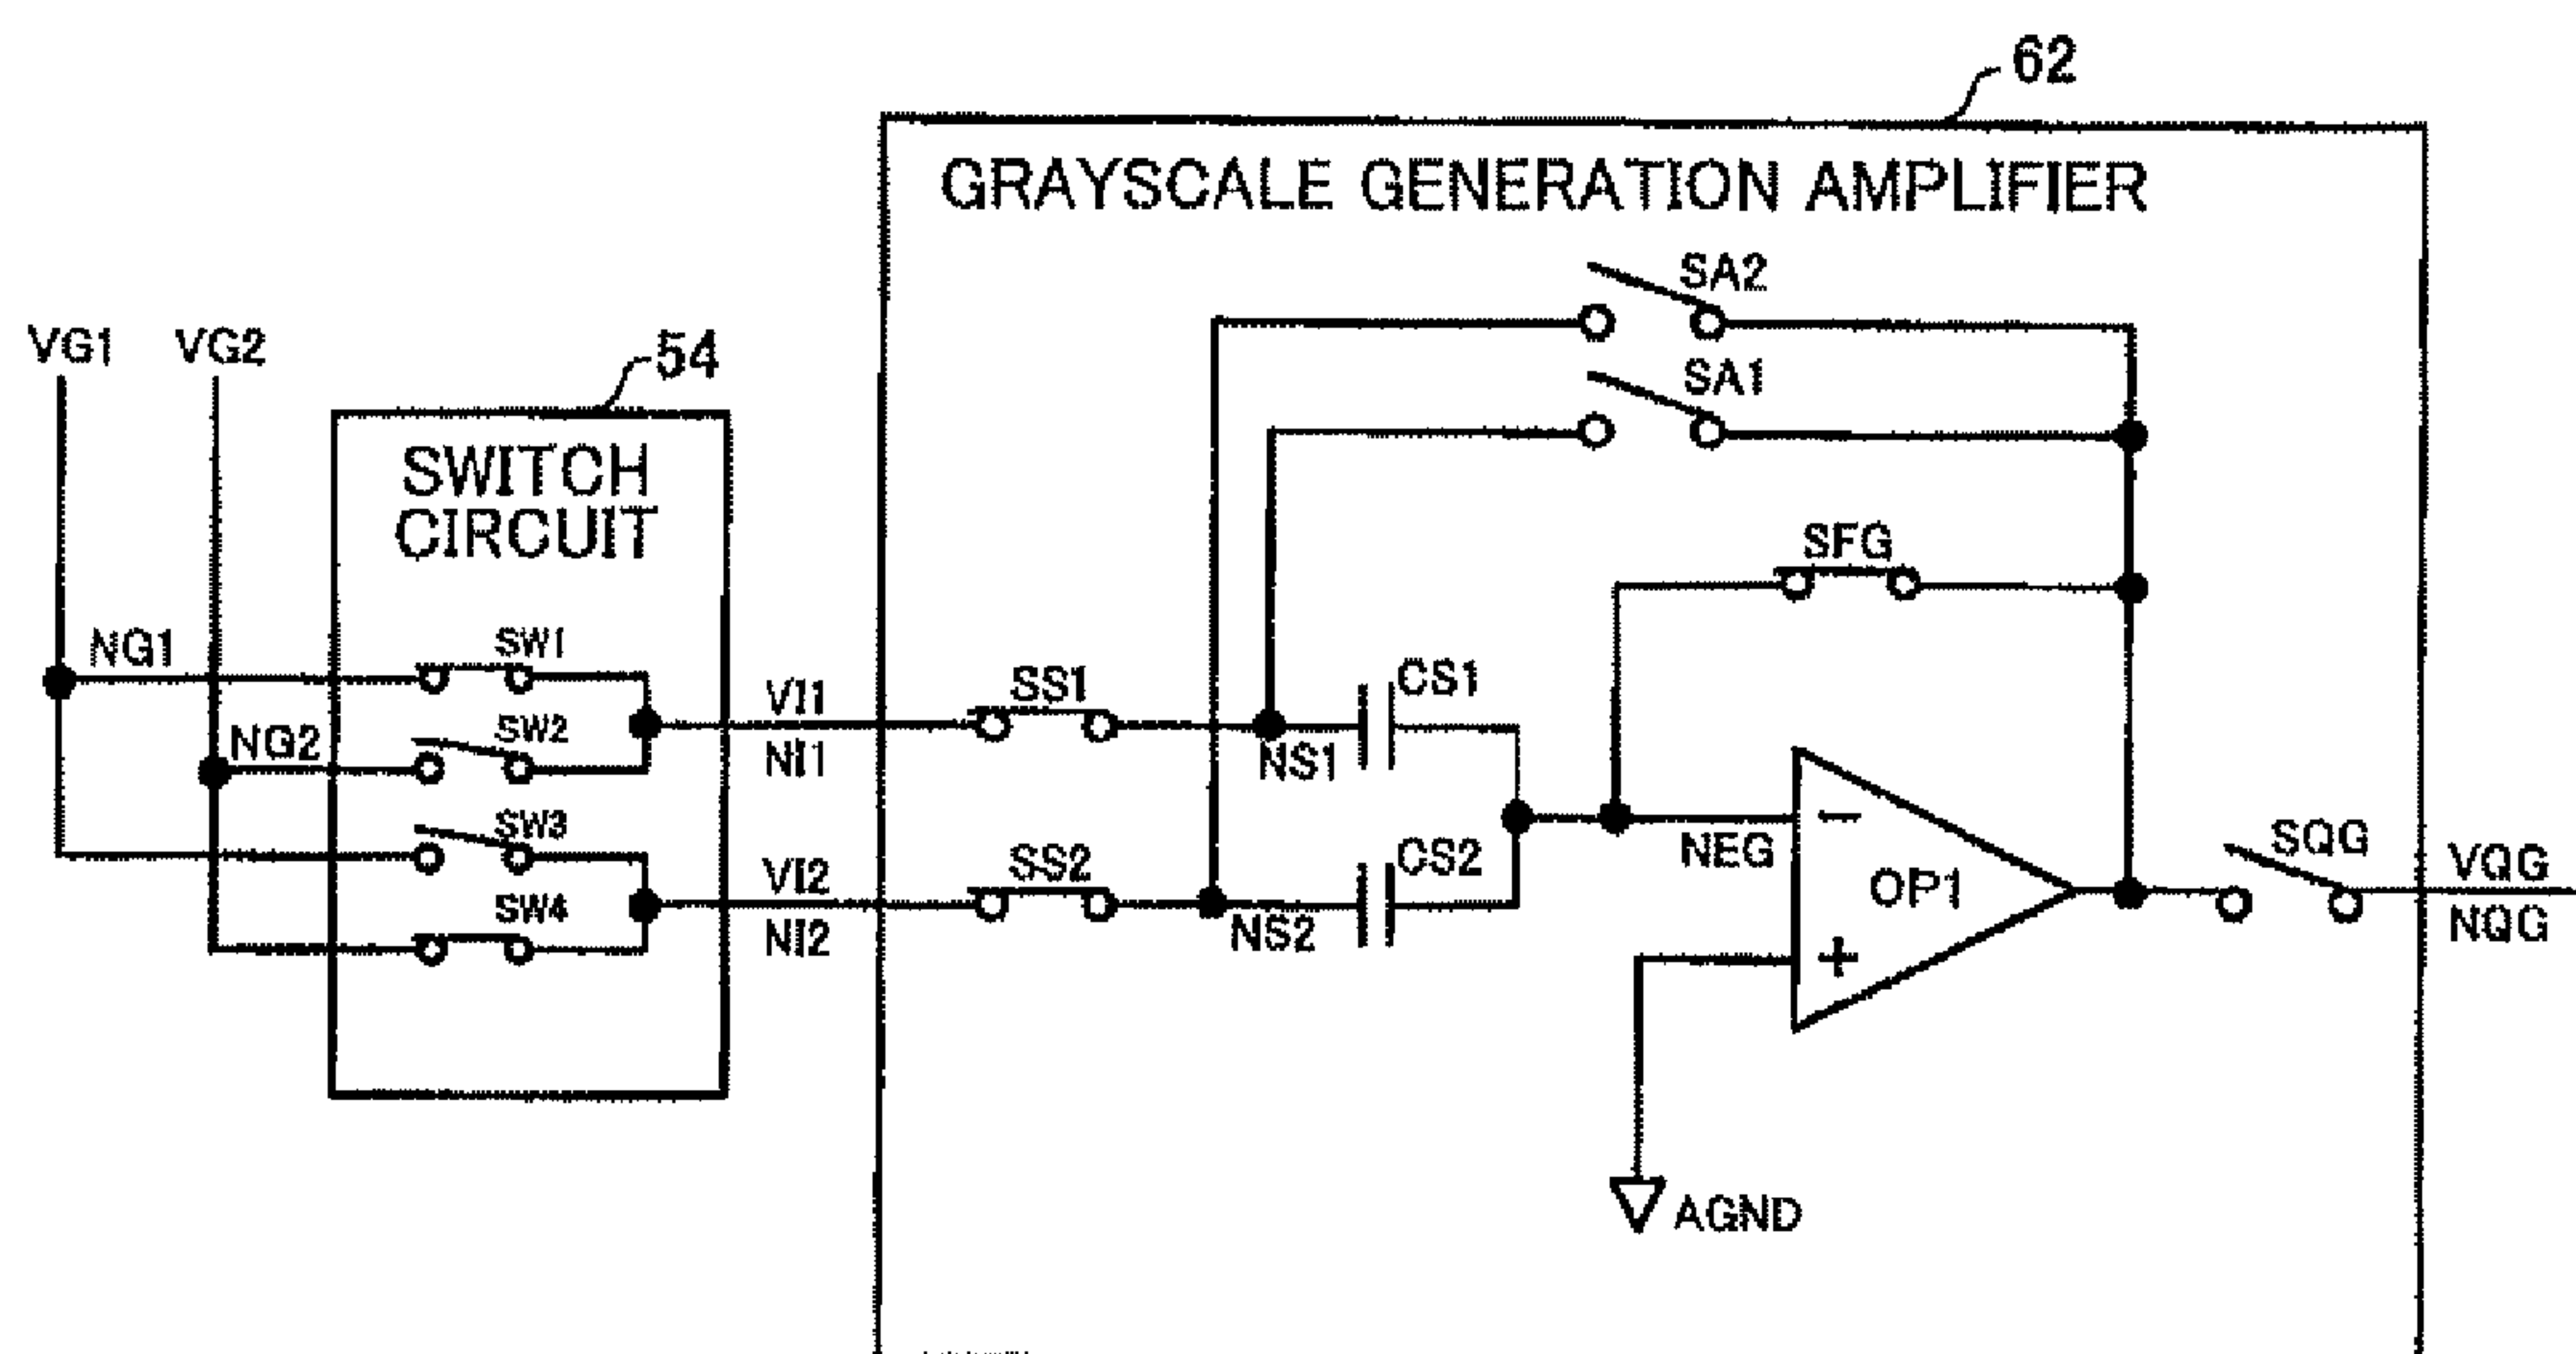 62
GRAYSCALE GENERATION AMPLIFIER
SA2
VG1
VG2
54
SA1
SWITCH
CIRCUIT
SFG
NG1
SW1
VI1
SS1
CS1
NG2
SW2
NI1
NS1
SW3
VI2
SS2
CS2
NEG
−
OP1
SQG
VQG
SW4
NI2
NS2
+
NQG
AGND